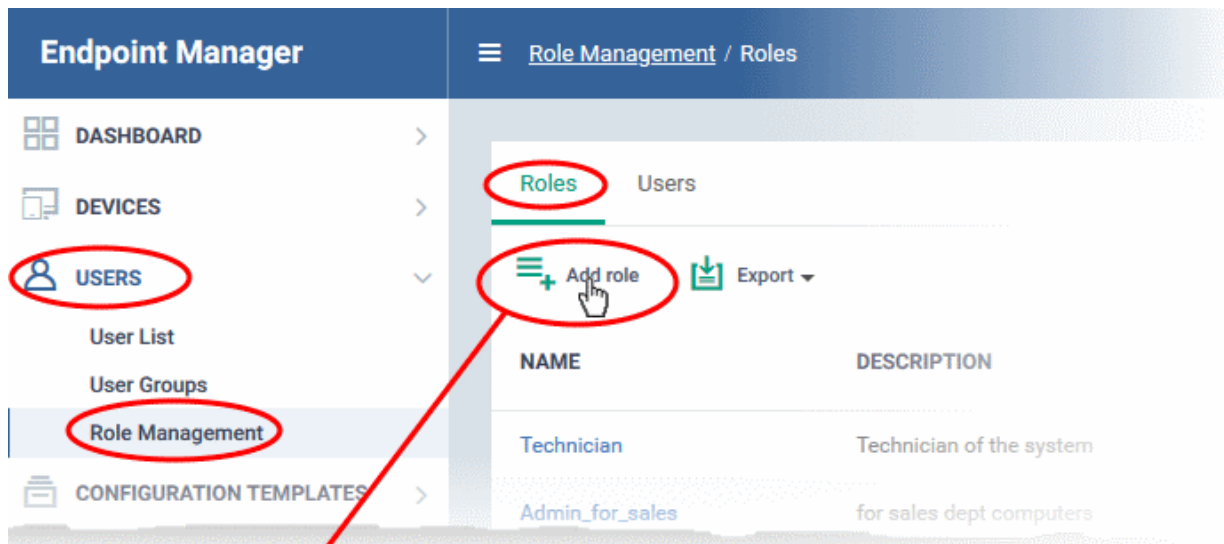 Endpoint Manager
Role Management / Roles
DASHBOARD
DEVICES
USERS
User List
User Groups
Role Management
CONFIGURATION TEMPLATES
Roles Users
Add role Export
NAME DESCRIPTION
Technician Technician of the system
Admin_for_sales for sales dept computers